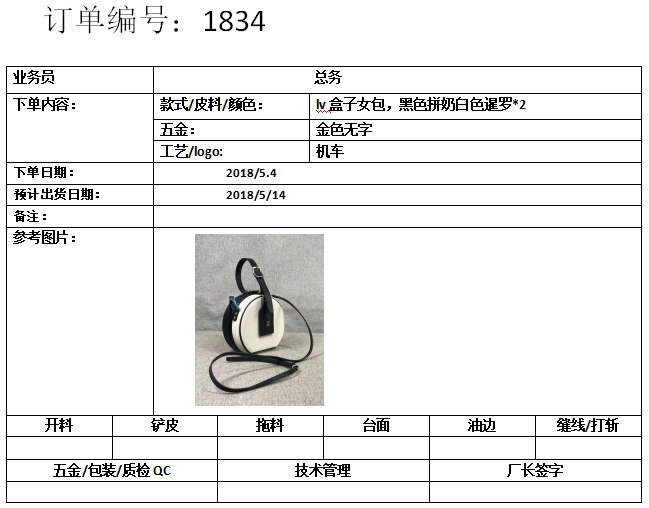 订单编号：1834
业务员 总务
下单内容： 款式/皮料/颜色： lv 盒子女包，黑色拼奶白色暹罗*2
五金： 金色无字
工艺/logo: 机车
下单日期： 2018/5.4
预计出货日期： 2018/5/14
备注：
参考图片：
开料 铲皮 拖料 台面 油边 缝线/打斩
五金/包装/质检 QC 技术管理 厂长签字